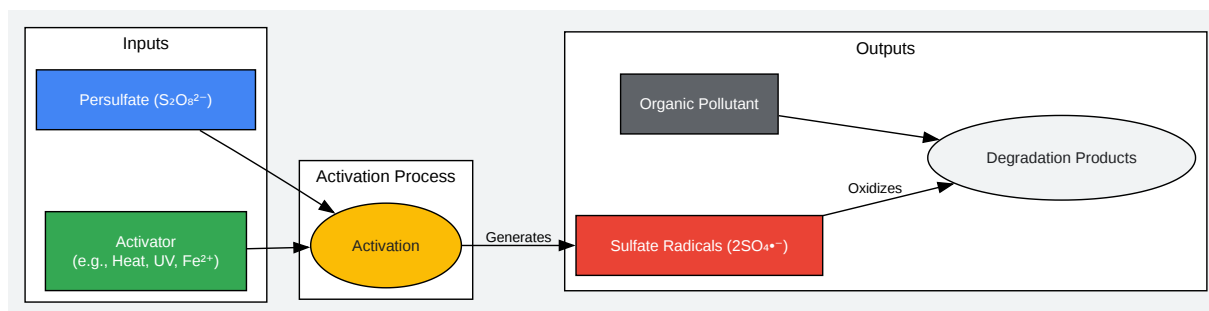 Inputs
Persulfate (S₂O₈²⁻)
Activator
(e.g., Heat, UV, Fe²⁺)
Activation Process
Activation
Generates
Outputs
Organic Pollutant
Sulfate Radicals (2SO₄•⁻)
Oxidizes
Degradation Products